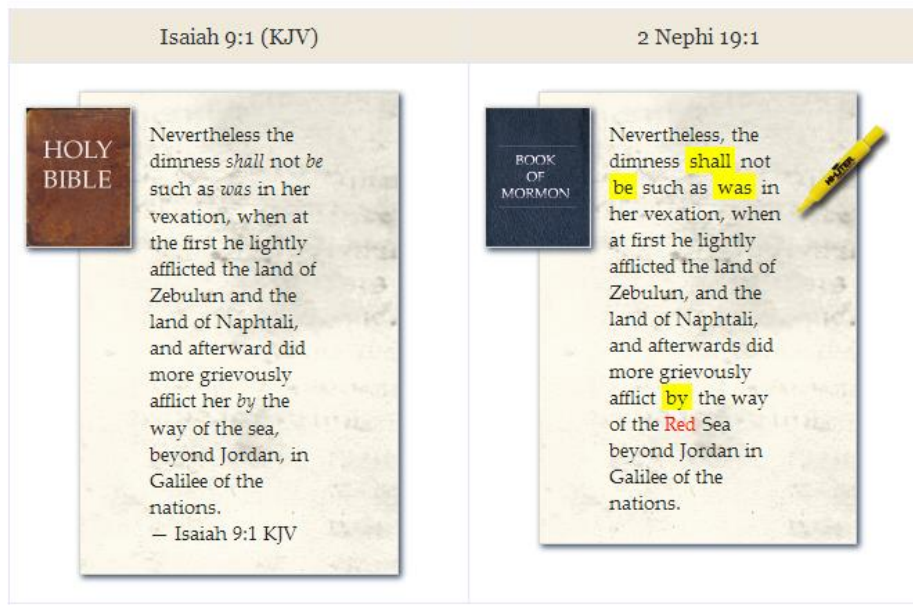 Isaiah 9:1 (KJV)
HOLY
BIBLE
Nevertheless the
dimness shall not be
such as was in her
vexation, when at
the first he lightly
afflicted the land of
Zebulun and the
land of Naphtali,
and afterward did
more grievously
afflict her by the
way of the sea,
beyond Jordan, in
Galilee of the
nations.
— Isaiah 9:1 KJV
2 Nephi 19:1
BOOK
OF
MORMON
Nevertheless, the
dimness shall not
be such as was in
her vexation, when
at first he lightly
afflicted the land of
Zebulun, and the
land of Naphtali,
and afterwards did
more grievously
afflict by the way
of the Red Sea
beyond Jordan in
Galilee of the
nations.